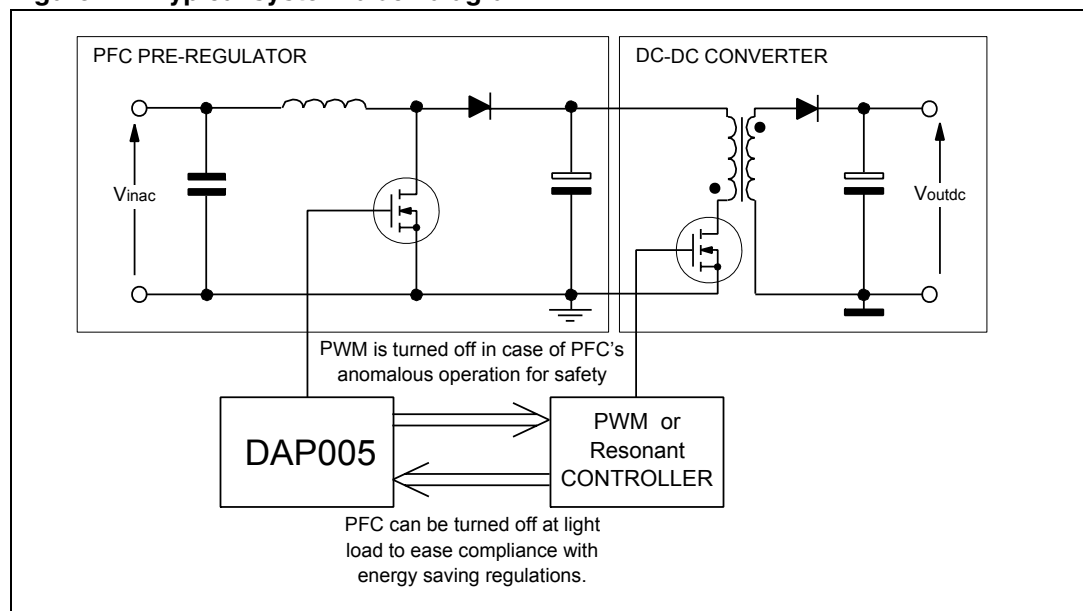 PFC PRE-REGULATOR
DC-DC CONVERTER
Vinac
Voutdc
PWM is turned off in case of PFC's
anomalous operation for safety
DAP005
PWM or
Resonant
CONTROLLER
PFC can be turned off at light
load to ease compliance with
energy saving regulations.